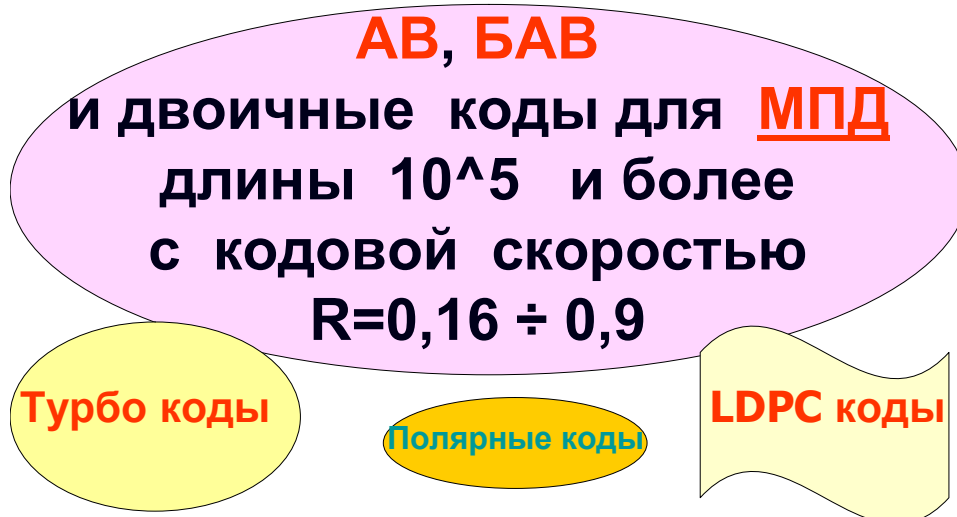 АВ, БАВ
и двоичные коды для МПД
длины 10^5 и более
с кодовой скоростью
R=0,16 ÷ 0,9
Турбо коды
Полярные коды
LDPC коды